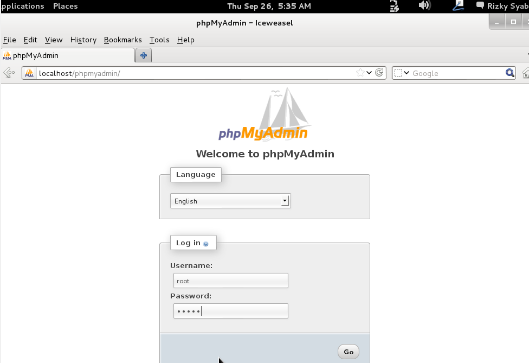 pplications Places Thu Sep 26, 5:35 AM Rizky Syab
phpMyAdmin - Iceweasel
File Edit View History Bookmarks Tools Help
phpMyAdmin
localhost/phpmyadmin/ Google
phpMyAdmin
Welcome to phpMyAdmin
Language
English
Log in
Username:
root
Password:
•••••
Go